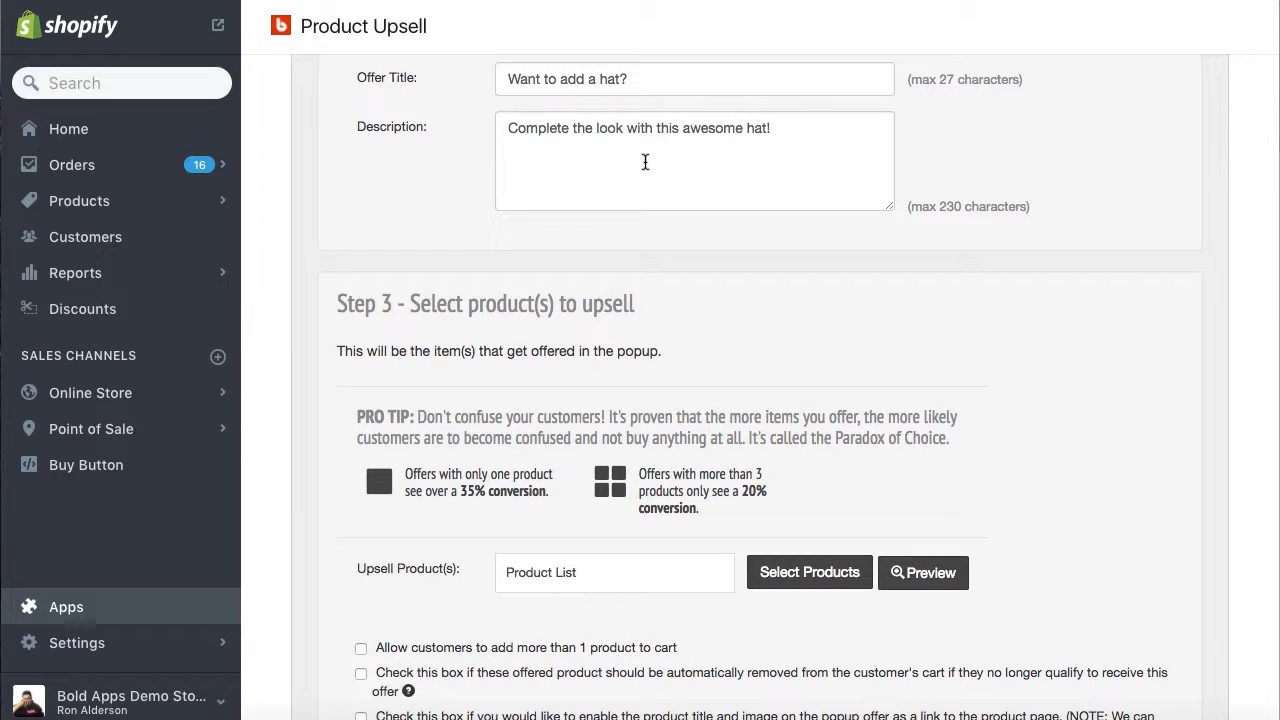 shopify
Product Upsell
Search
Home
Orders 16
Products
Customers
Reports
Discounts
SALES CHANNELS
Online Store
Point of Sale
Buy Button
Apps
Settings
Bold Apps Demo Sto...
Ron Alderson
Offer Title: Want to add a hat? (max 27 characters)
Description: Complete the look with this awesome hat!
(max 230 characters)
Step 3 - Select product(s) to upsell
This will be the item(s) that get offered in the popup.
PRO TIP: Don't confuse your customers! It's proven that the more items you offer, the more likely
customers are to become confused and not buy anything at all. It's called the Paradox of Choice.
Offers with only one product
see over a 35% conversion.
Offers with more than 3
products only see a 20%
conversion.
Upsell Product(s): Product List Select Products Preview
Allow customers to add more than 1 product to cart
Check this box if these offered product should be automatically removed from the customer's cart if they no longer qualify to receive this
offer ?
Check this box if you would like to enable the product title and image on the popup offer as a link to the product page. (NOTE: We can